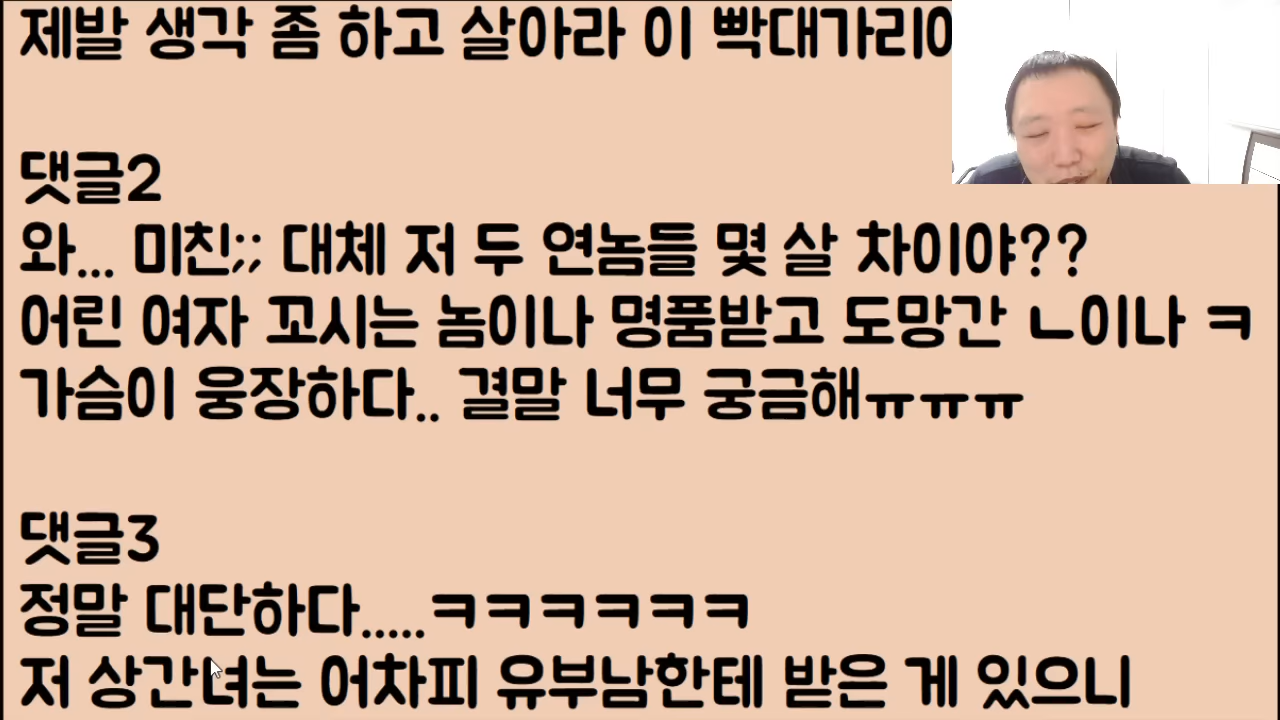 제발 생각 좀 하고 살아라 이
댓글2
와... 미친;; 대체 저 두 연놈들 몇 살 차이야??
어린 여자 꼬시는 놈이나 명품받고 도망간 ㄴ이나 ㅋ
가슴이 웅장하다.. 결말 너무 궁금해ㅠㅠㅠ
댓글3
정말 대단하다.....ㅋㅋㅋㅋㅋㅋ
저 상간녀는 어차피 유부남한테 받은 게 있으니